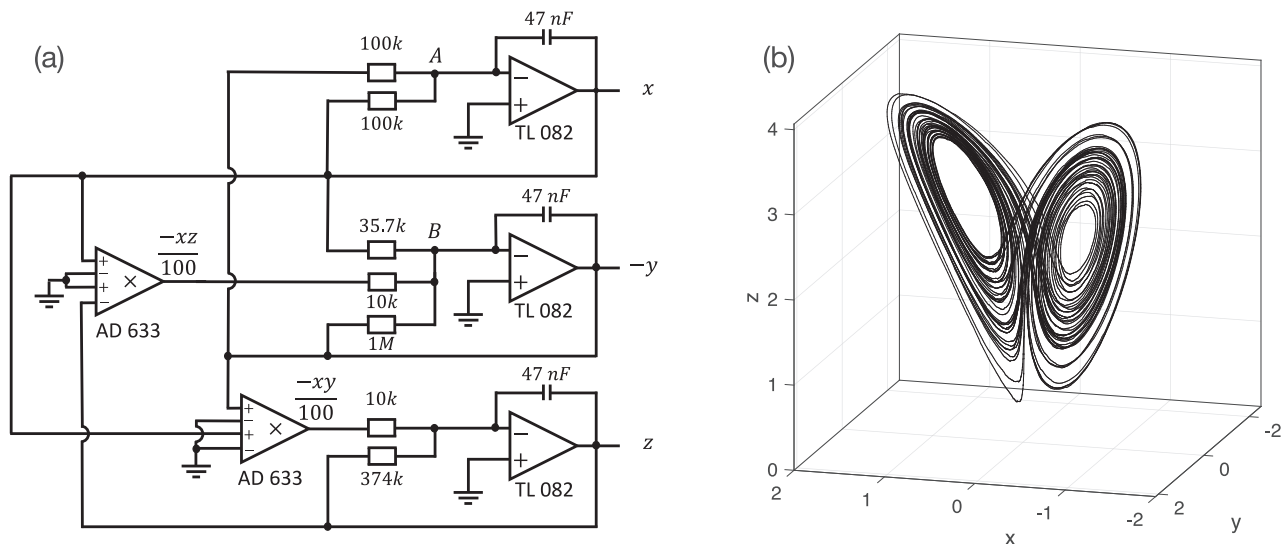 (a)
47 nF
100k
A
100k
−
+
TL 082
x
47 nF
35.7k
B
−xz
100
+
−
+
−
×
AD 633
10k
1M
−
+
TL 082
−y
47 nF
−xy
100
+
−
+
−
×
AD 633
10k
374k
−
+
TL 082
z
(b)
4
3
2
1
0
z
2
1
0
-1
-2
x
2
0
-2
y